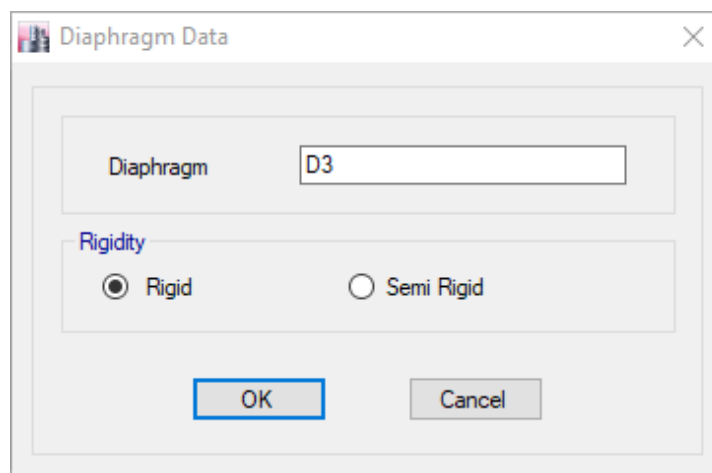 Diaphragm Data
Diaphragm D3
Rigidity
Rigid Semi Rigid
OK Cancel